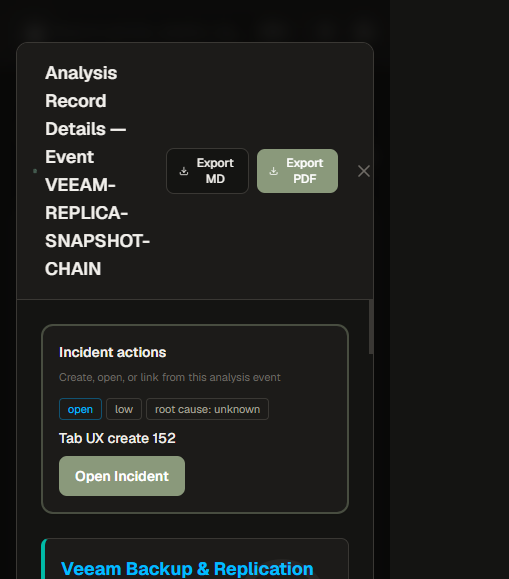 Analysis
Record
Details —
Event
VEEAM-
REPLICA-
SNAPSHOT-
CHAIN
Export
MD
Export
PDF
Incident actions
Create, open, or link from this analysis event
open low root cause: unknown
Tab UX create 152
Open Incident
Veeam Backup & Replication